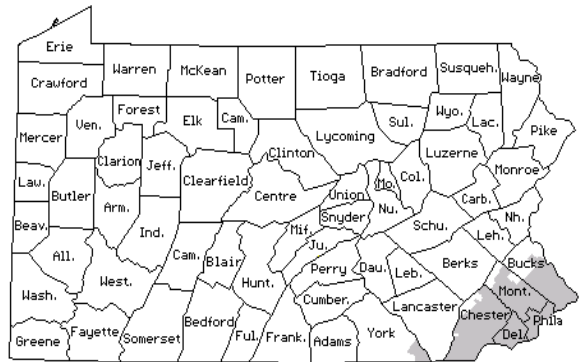 Erie
Crawford
Warren
McKean
Potter
Tioga
Bradford
Susqueh.
Wayne
Forest
Elk
Cam.
Wyo.
Lac.
Pike
Mercer
Ven.
Clarion
Jeff.
Clinton
Lycoming
Sul.
Luzerne
Monroe
Law.
Butler
Clearfield
Centre
Union
Mo.
Col.
Carb.
Beav.
Arm.
Ind.
Snyder
Nu.
Schu.
Leh.
Nh.
All.
West.
Cam.
Blair
Hunt.
Mif.
Ju.
Perry
Dau.
Leb.
Berks
Bucks
Wash.
Cumber.
Lancaster
Chester
Mont.
Phila
Del.
Greene
Fayette
Somerset
Bedford
Ful.
Frank.
Adams
York